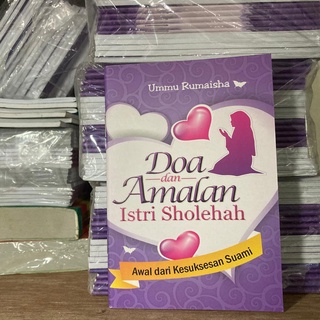 Ummu Rumaisha
Doa
dan
Amalan
Istri Sholehah
Awal dari Kesuksesan Suami